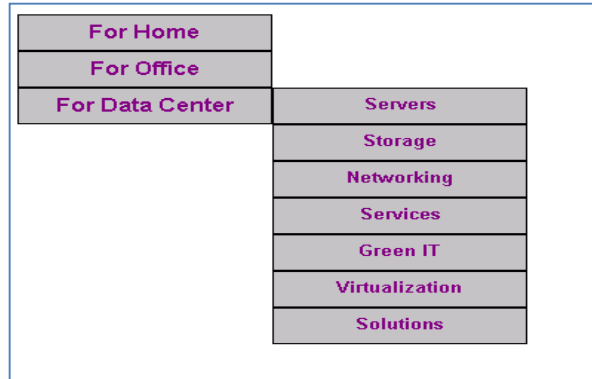 For Home
For Office
For Data Center
Servers
Storage
Networking
Services
Green IT
Virtualization
Solutions